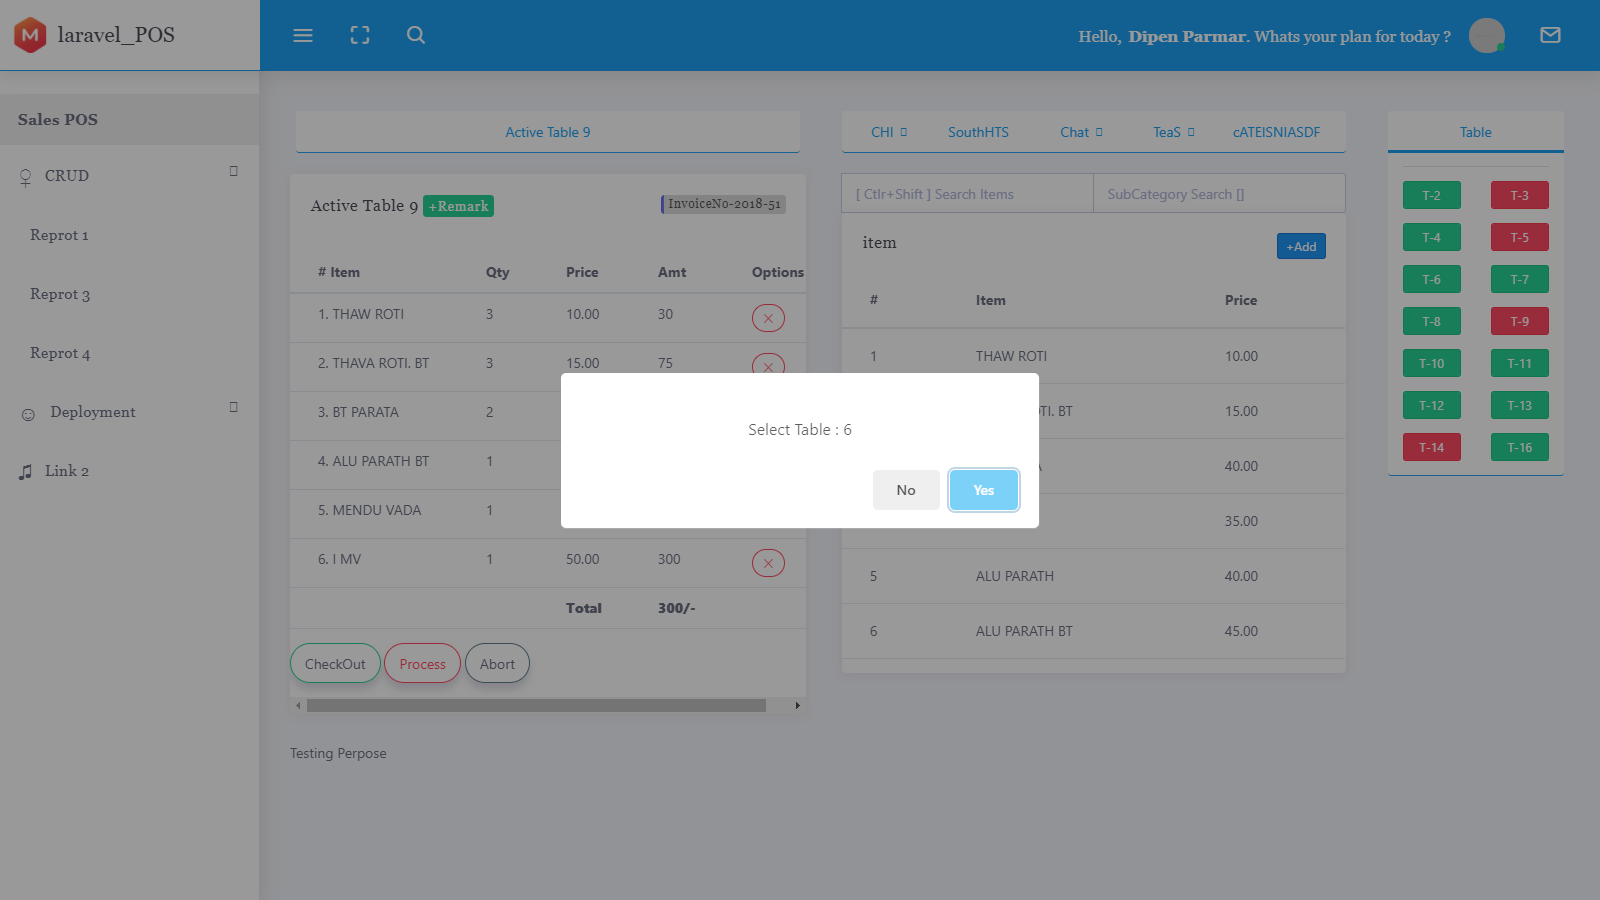 laravel_POS
Hello, Dipen Parmar. Whats your plan for today ?
Sales POS
CRUD
Reprot 1
Reprot 3
Reprot 4
Deployment
Link 2
Active Table 9
Active Table 9 +Remark
InvoiceNo-2018-51
# Item Qty Price Amt Options
1. THAW ROTI 3 10.00 30
2. THAVA ROTI. BT 3 15.00 75
3. BT PARATA 2
4. ALU PARATH BT 1
5. MENDU VADA 1
6. I MV 1 50.00 300
Total 300/-
CheckOut Process Abort
Testing Perpose
Select Table : 6
No Yes
CHI SouthHTS Chat TeaS cATEISNIASDF
[ Ctlr+Shift ] Search Items SubCategory Search []
item +Add
# Item Price
1 THAW ROTI 10.00
TI. BT 15.00
40.00
35.00
5 ALU PARATH 40.00
6 ALU PARATH BT 45.00
Table
T-2 T-3
T-4 T-5
T-6 T-7
T-8 T-9
T-10 T-11
T-12 T-13
T-14 T-16